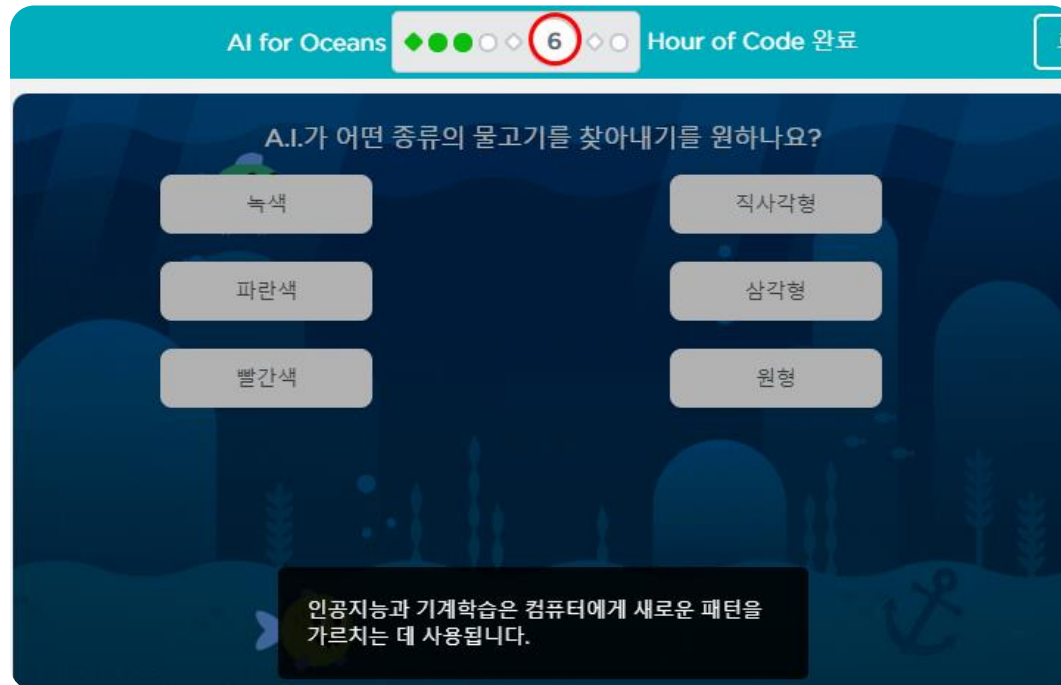 AI for Oceans 6 Hour of Code 완료
A.I.가 어떤 종류의 물고기를 찾아내기를 원하나요?
녹색
직사각형
파란색
삼각형
빨간색
원형
인공지능과 기계학습은 컴퓨터에게 새로운 패턴을
가르치는 데 사용됩니다.